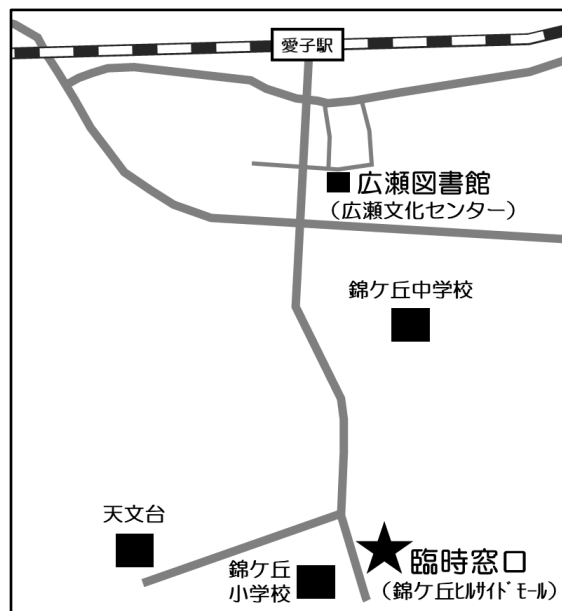 愛子駅
広瀬図書館
（広瀬文化センター）
錦ケ丘中学校
天文台
錦ケ丘
小学校
臨時窓口
（錦ケ丘ﾋﾙｻｲﾄﾞﾓｰﾙ）